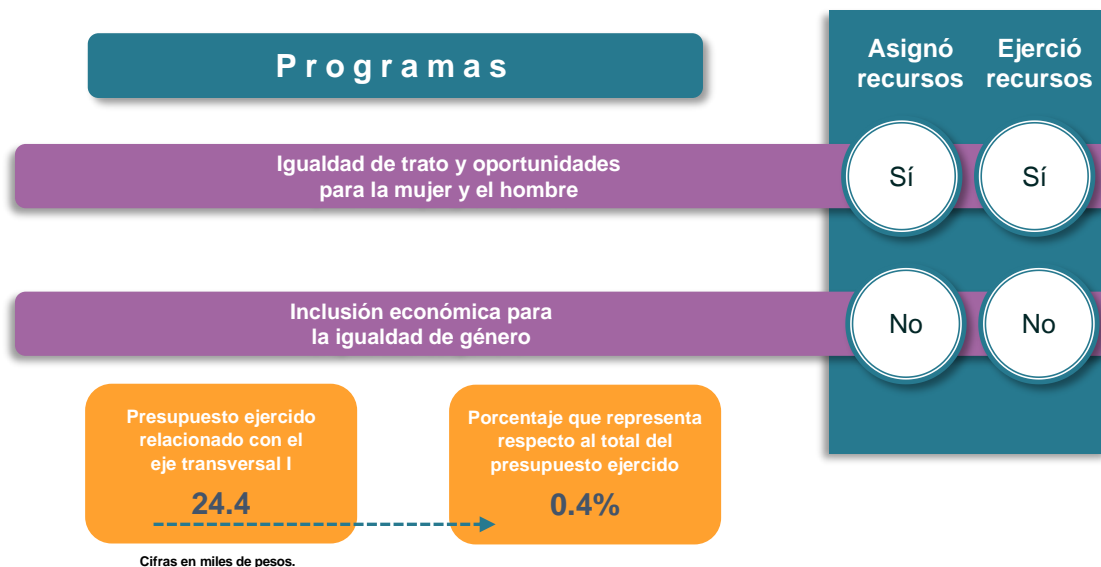 Programas
Asignó
recursos
Ejerció
recursos
Igualdad de trato y oportunidades
para la mujer y el hombre
Sí
Sí
Inclusión económica para
la igualdad de género
No
No
Presupuesto ejercido
relacionado con el
eje transversal I
24.4
Porcentaje que representa
respecto al total del
presupuesto ejercido
0.4%
Cifras en miles de pesos.